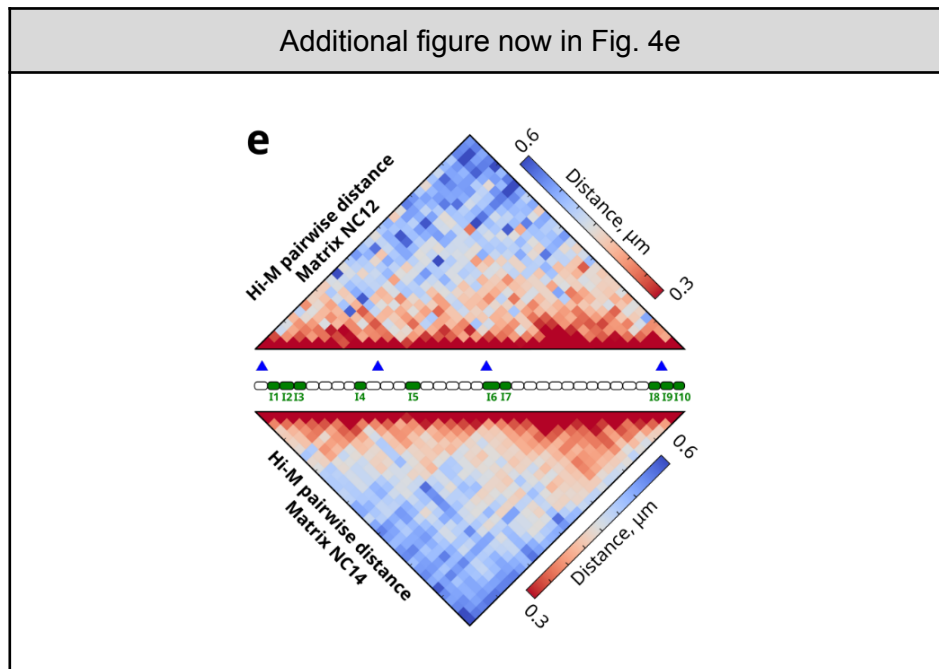 Additional figure now in Fig. 4e
e
Hi-M pairwise distance
Matrix NC12
0.6
Distance, μm
0.3
I1 I2 I3 I4 I5 I6 I7 I8 I9 I10
Hi-M pairwise distance
Matrix NC14
0.6
Distance, μm
0.3